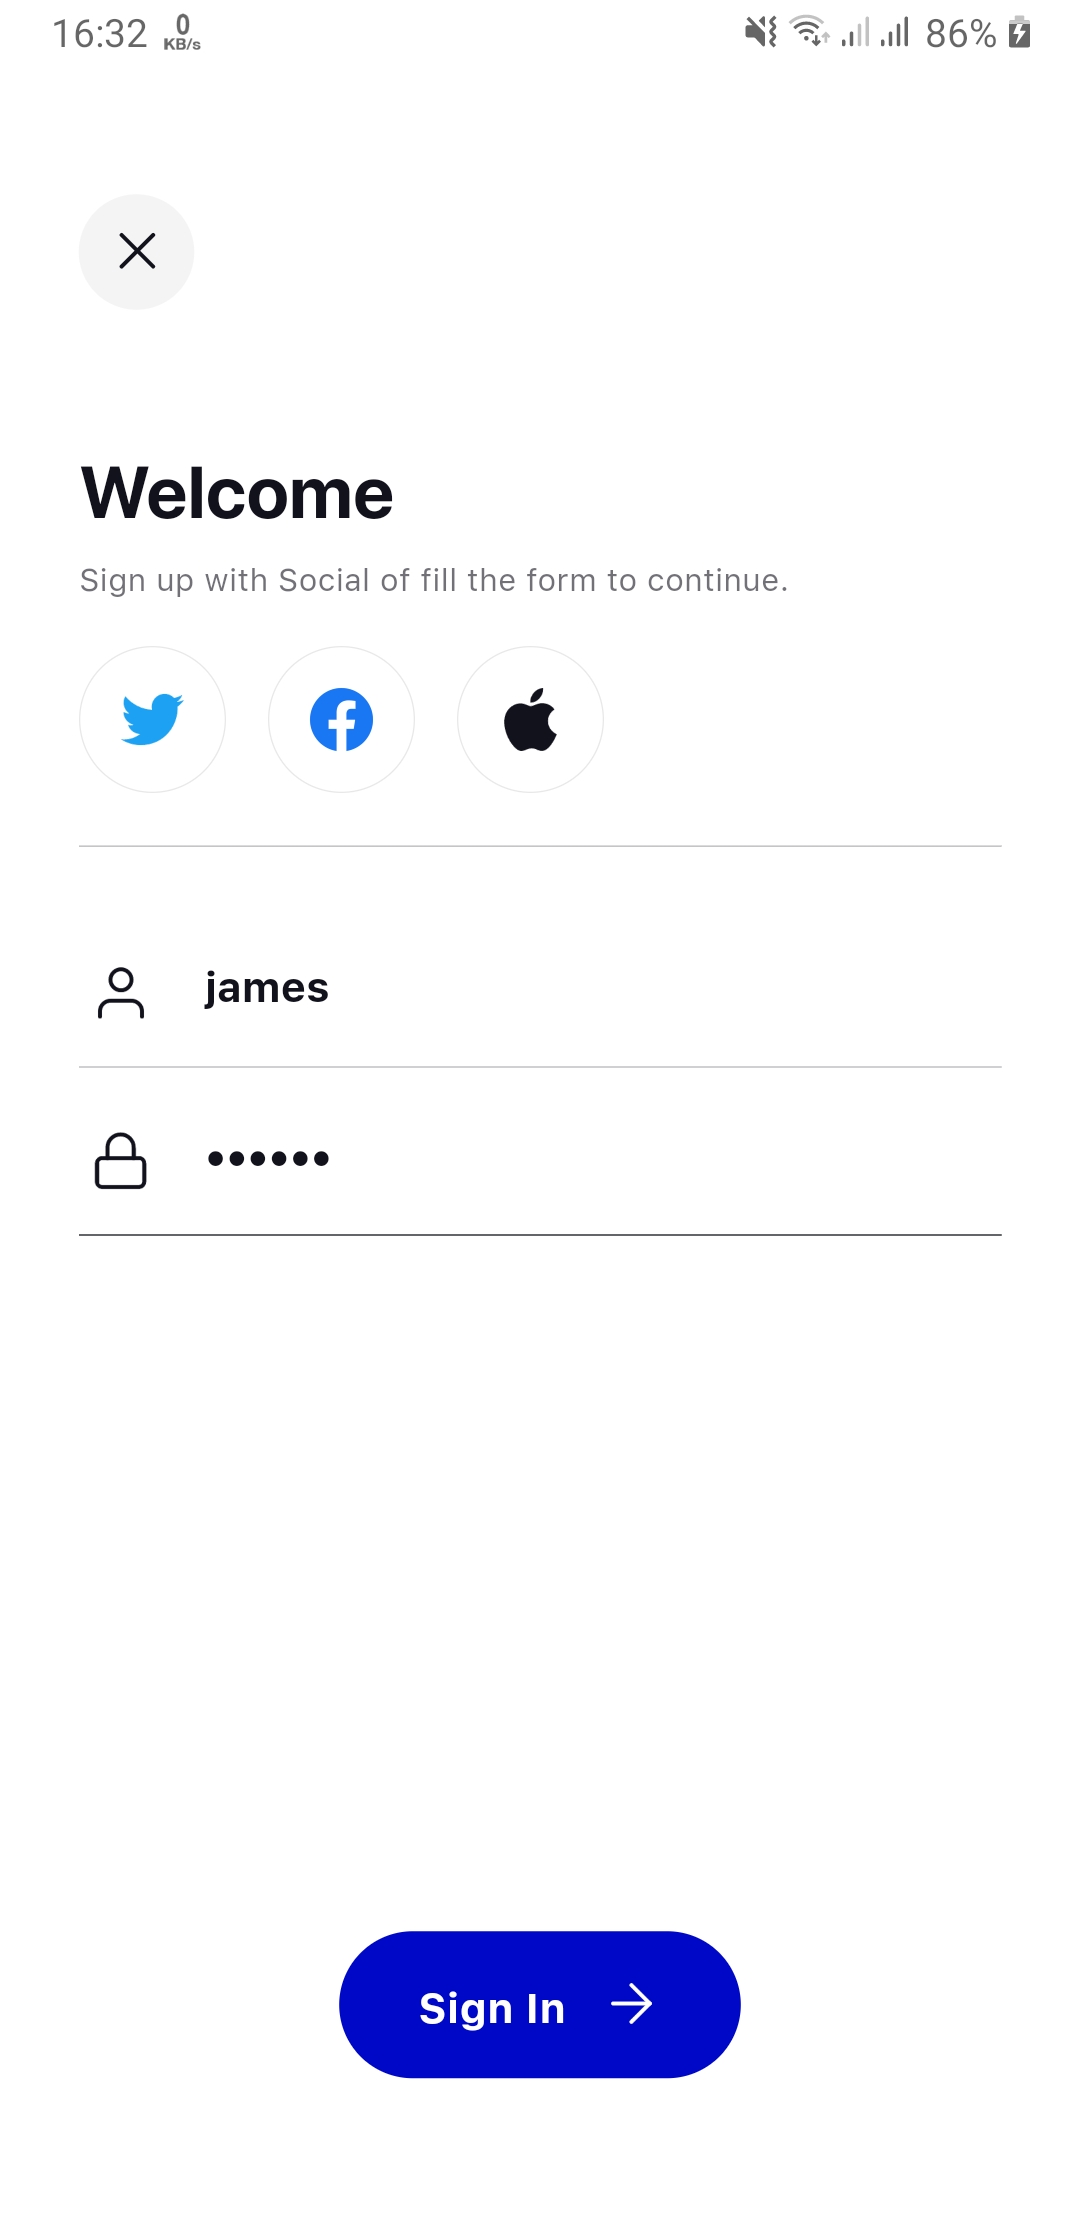 16:32 0 KB/s 86%
Welcome
Sign up with Social of fill the form to continue.
james
••••••
Sign In